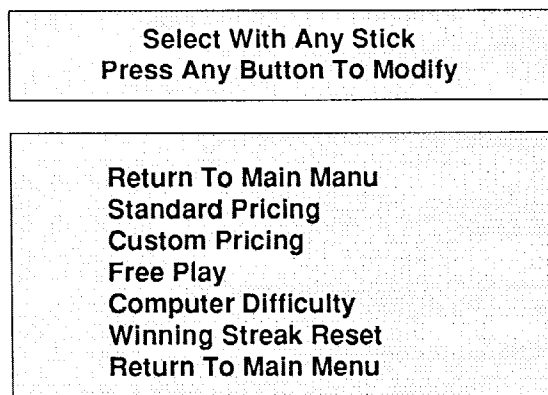 Select With Any Stick
Press Any Button To Modify
Return To Main Manu
Standard Pricing
Custom Pricing
Free Play
Computer Difficulty
Winning Streak Reset
Return To Main Menu